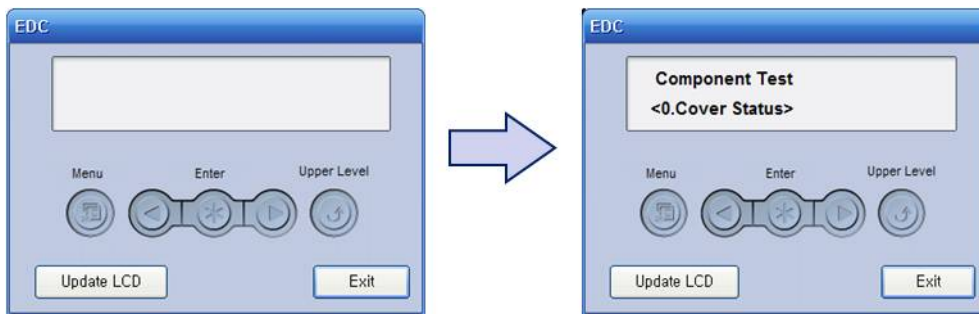 EDC
Menu
Enter
Upper Level
Update LCD
Exit
EDC
Component Test
<0.Cover Status>
Menu
Enter
Upper Level
Update LCD
Exit